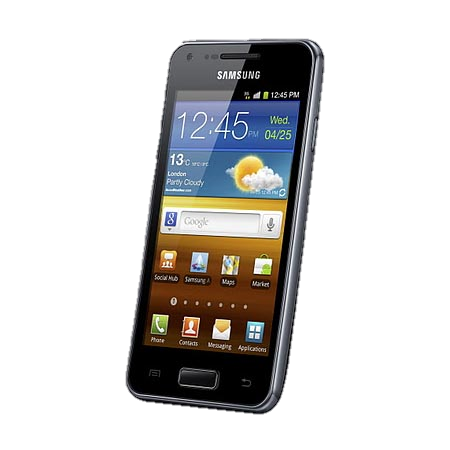 SAMSUNG
12:45 PM
12:45 PM
Wed.
04/25
13°C
London
Partly Cloudy
Google
Social Hub Samsung A Maps Market
Phone Contacts Messaging Applications